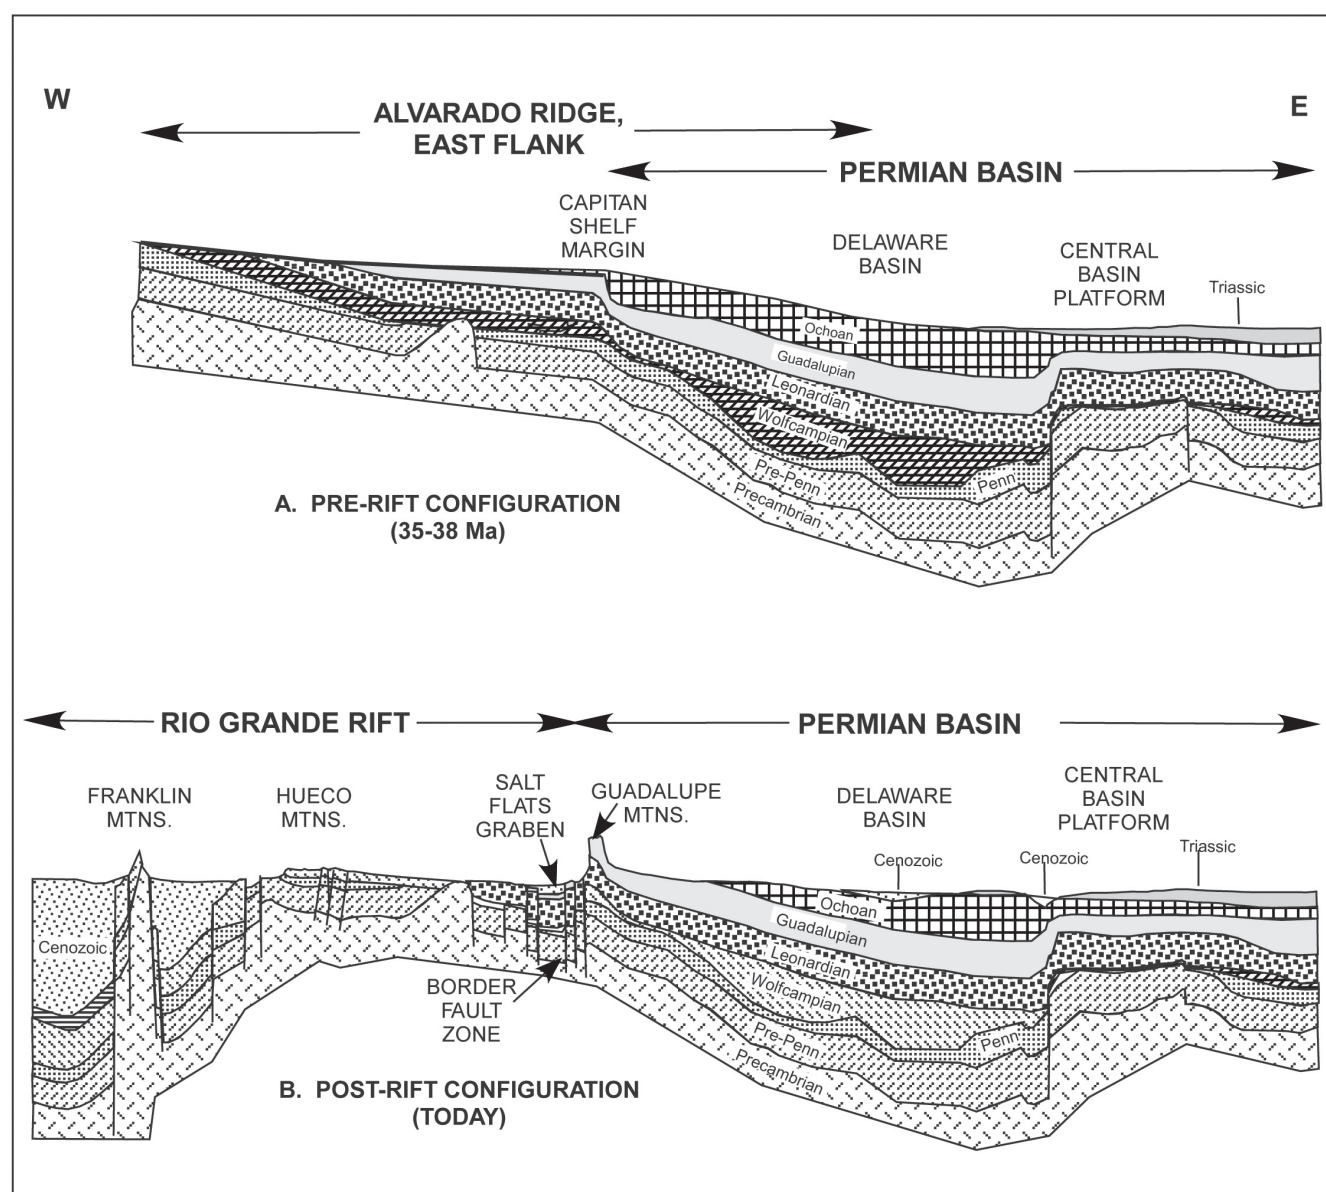 W
E
ALVARADO RIDGE,
EAST FLANK
PERMIAN BASIN
CAPITAN
SHELF
MARGIN
DELAWARE
BASIN
CENTRAL
BASIN
PLATFORM
Triassic
Ochoan
Guadalupian
Leonardian
Wolfcampian
Pre-Penn
Penn
Precambrian
A. PRE-RIFT CONFIGURATION
(35-38 Ma)
RIO GRANDE RIFT
PERMIAN BASIN
FRANKLIN
MTNS.
HUECO
MTNS.
SALT
FLATS
GRABEN
GUADALUPE
MTNS.
DELAWARE
BASIN
CENTRAL
BASIN
PLATFORM
Cenozoic
Cenozoic
Triassic
Cenozoic
Ochoan
Guadalupian
Leonardian
Wolfcampian
Pre-Penn
Penn
Precambrian
BORDER
FAULT
ZONE
B. POST-RIFT CONFIGURATION
(TODAY)